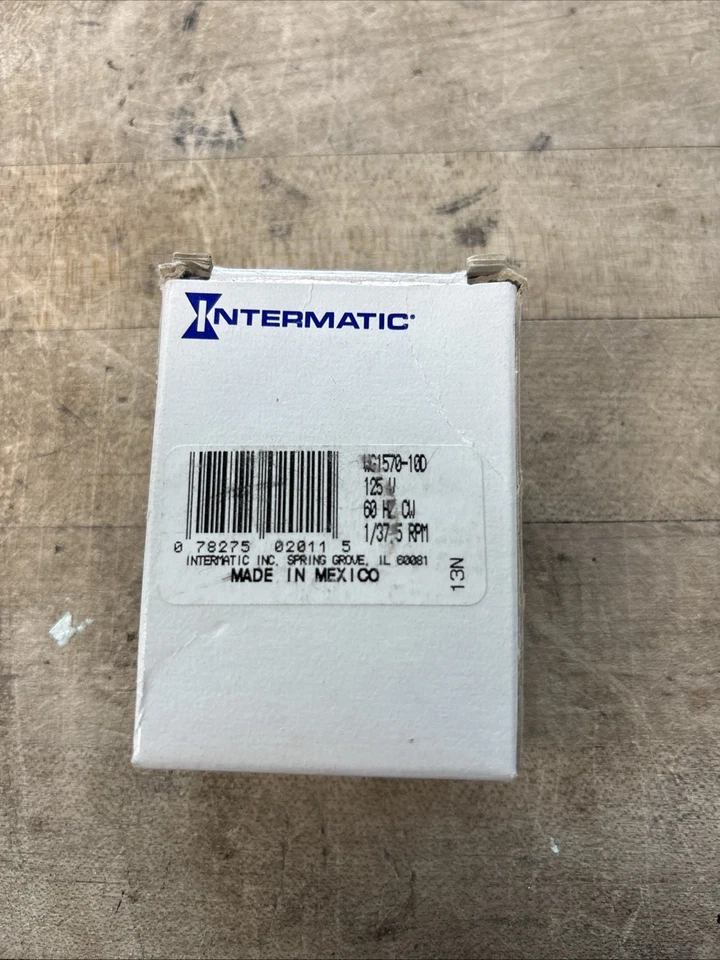 INTERMATIC
WG1570-10D
125 V
60 HZ CW
1/37.5 RPM
0 78275 02011 5
INTERMATIC INC. SPRING GROVE, IL 60081
MADE IN MEXICO
13N